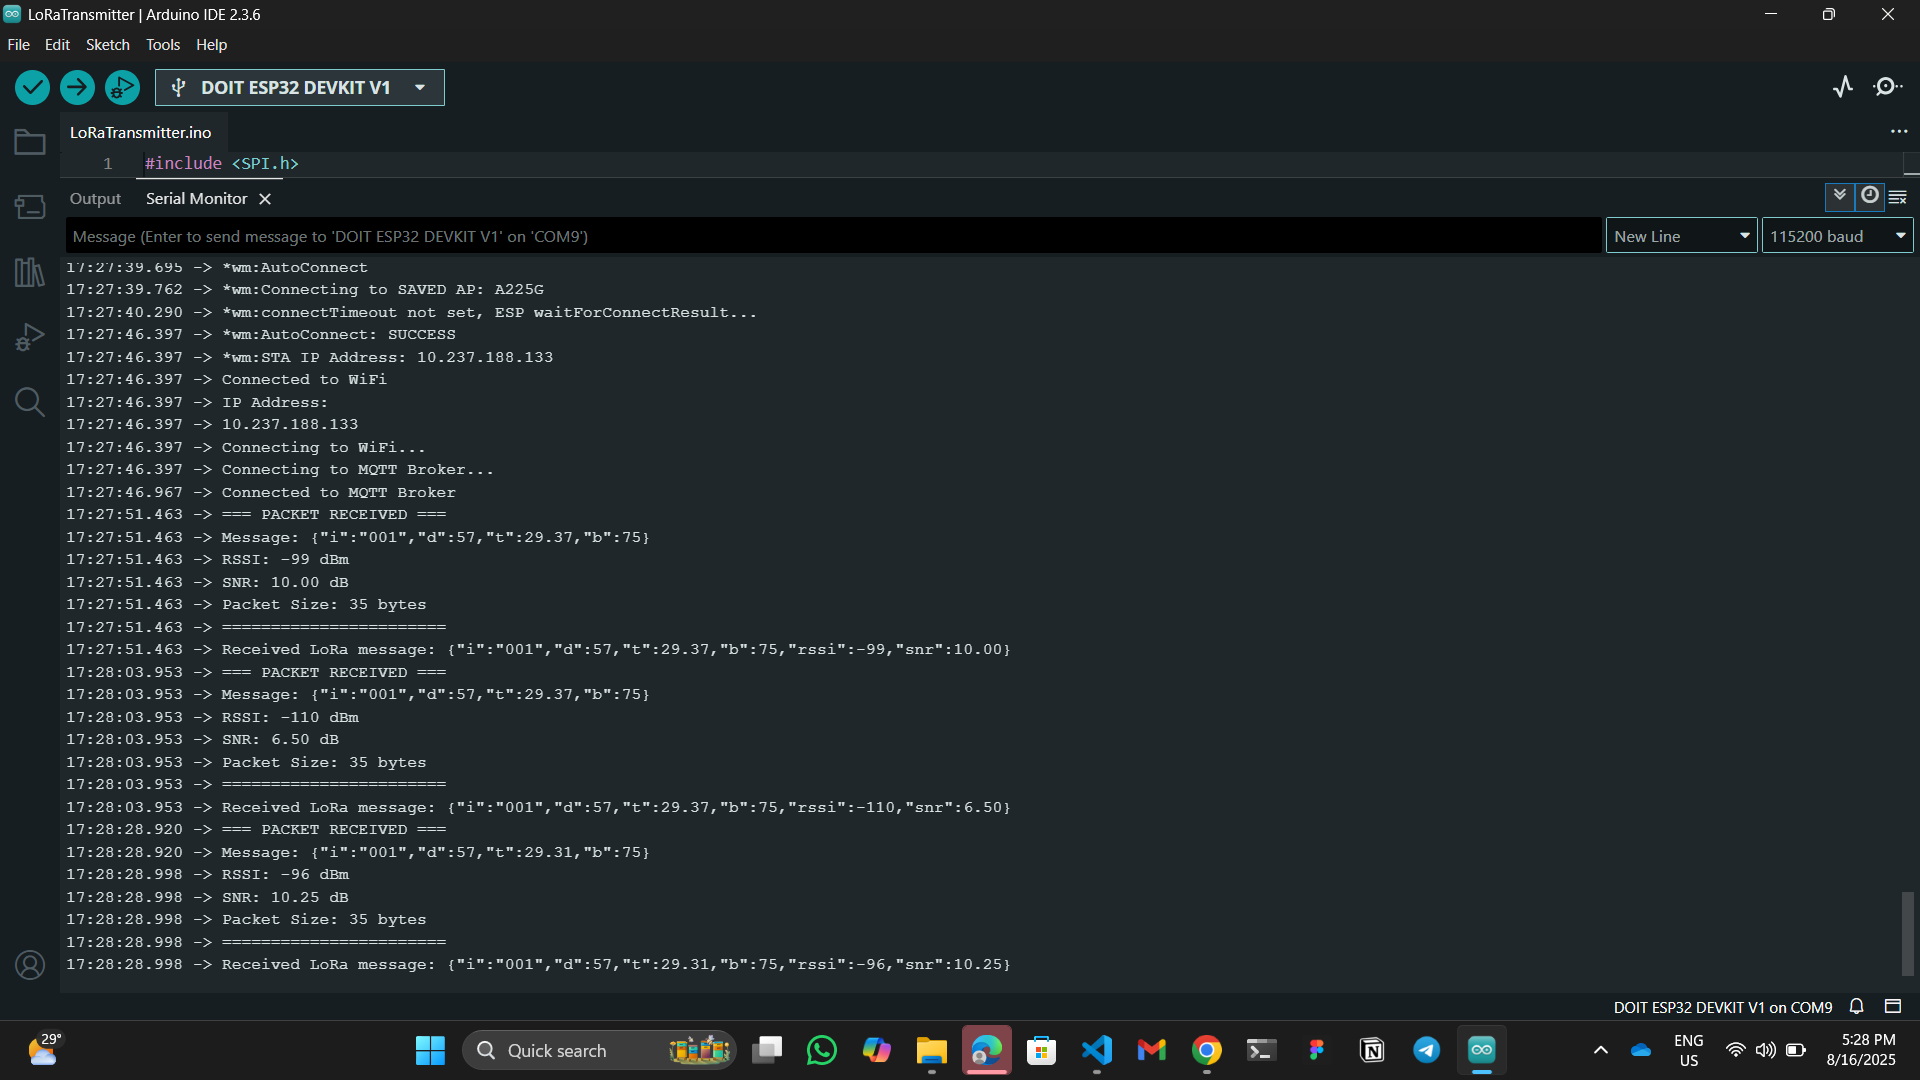 LoRaTransmitter | Arduino IDE 2.3.6
File Edit Sketch Tools Help
DOIT ESP32 DEVKIT V1
LoRaTransmitter.ino
1 #include <SPI.h>
Output Serial Monitor
Message (Enter to send message to 'DOIT ESP32 DEVKIT V1' on 'COM9') New Line 115200 baud
17:27:39.695 -> *wm:AutoConnect
17:27:39.762 -> *wm:Connecting to SAVED AP: A225G
17:27:40.290 -> *wm:connectTimeout not set, ESP waitForConnectResult...
17:27:46.397 -> *wm:AutoConnect: SUCCESS
17:27:46.397 -> *wm:STA IP Address: 10.237.188.133
17:27:46.397 -> Connected to WiFi
17:27:46.397 -> IP Address:
17:27:46.397 -> 10.237.188.133
17:27:46.397 -> Connecting to WiFi...
17:27:46.397 -> Connecting to MQTT Broker...
17:27:46.967 -> Connected to MQTT Broker
17:27:51.463 -> === PACKET RECEIVED ===
17:27:51.463 -> Message: {"i":"001","d":57,"t":29.37,"b":75}
17:27:51.463 -> RSSI: -99 dBm
17:27:51.463 -> SNR: 10.00 dB
17:27:51.463 -> Packet Size: 35 bytes
17:27:51.463 -> =======================
17:27:51.463 -> Received LoRa message: {"i":"001","d":57,"t":29.37,"b":75,"rssi":-99,"snr":10.00}
17:28:03.953 -> === PACKET RECEIVED ===
17:28:03.953 -> Message: {"i":"001","d":57,"t":29.37,"b":75}
17:28:03.953 -> RSSI: -110 dBm
17:28:03.953 -> SNR: 6.50 dB
17:28:03.953 -> Packet Size: 35 bytes
17:28:03.953 -> =======================
17:28:03.953 -> Received LoRa message: {"i":"001","d":57,"t":29.37,"b":75,"rssi":-110,"snr":6.50}
17:28:28.920 -> === PACKET RECEIVED ===
17:28:28.920 -> Message: {"i":"001","d":57,"t":29.31,"b":75}
17:28:28.998 -> RSSI: -96 dBm
17:28:28.998 -> SNR: 10.25 dB
17:28:28.998 -> Packet Size: 35 bytes
17:28:28.998 -> =======================
17:28:28.998 -> Received LoRa message: {"i":"001","d":57,"t":29.31,"b":75,"rssi":-96,"snr":10.25}
DOIT ESP32 DEVKIT V1 on COM9
29°
Quick search
ENG
US
5:28 PM
8/16/2025